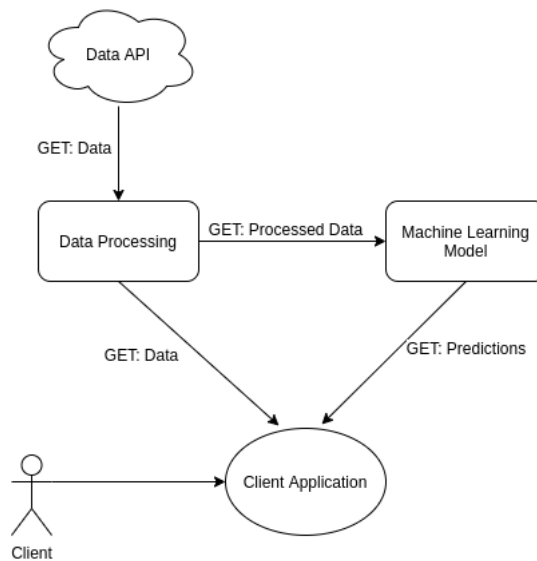 Data API
GET: Data
Data Processing
GET: Processed Data
Machine Learning
Model
GET: Data
GET: Predictions
Client Application
Client